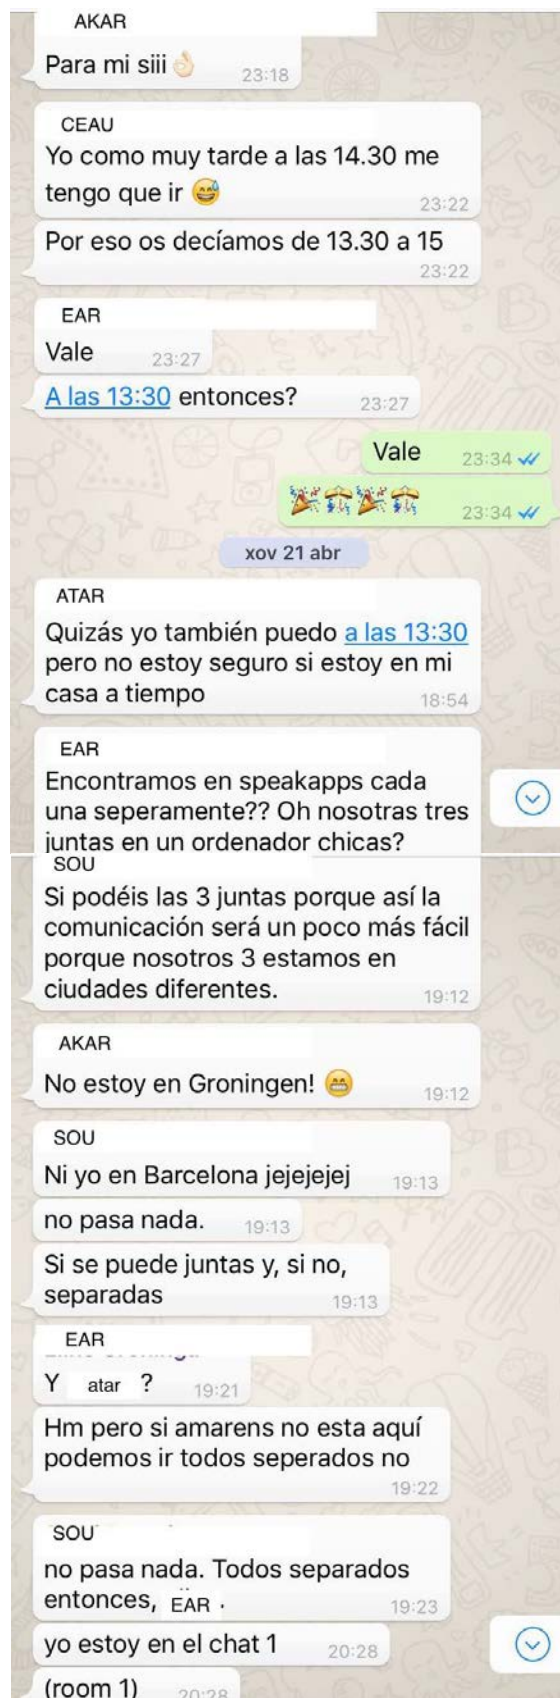 AKAR
Para mi siii👌🏻 23:18
CEAU
Yo como muy tarde a las 14.30 me
tengo que ir 😅 23:22
Por eso os decíamos de 13.30 a 15
23:22
EAR
Vale 23:27
A las 13:30 entonces? 23:27
Vale 23:34
🎉🎊🎉🎊 23:34
xov 21 abr
ATAR
Quizás yo también puedo a las 13:30
pero no estoy seguro si estoy en mi
casa a tiempo 18:54
EAR
Encontramos en speakapps cada
una seperamente?? Oh nosotras tres
juntas en un ordenador chicas?
SOU
Si podéis las 3 juntas porque así la
comunicación será un poco más fácil
porque nosotros 3 estamos en
ciudades diferentes. 19:12
AKAR
No estoy en Groningen! 😁 19:12
SOU
Ni yo en Barcelona jejejejej 19:13
no pasa nada. 19:13
Si se puede juntas y, si no,
separadas 19:13
EAR
Y atar ? 19:21
Hm pero si amarens no esta aquí
podemos ir todos seperados no
19:22
SOU
no pasa nada. Todos separados
entonces, EAR . 19:23
yo estoy en el chat 1 20:28
(room 1) 20:28